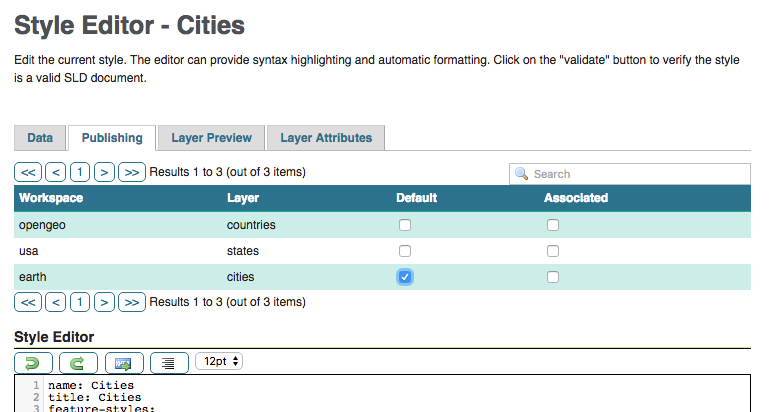 Style Editor - Cities
Edit the current style. The editor can provide syntax highlighting and automatic formatting. Click on the "validate" button to verify the style
is a valid SLD document.
Data Publishing Layer Preview Layer Attributes
<< < 1 > >> Results 1 to 3 (out of 3 items) Search
Workspace Layer Default Associated
opengeo countries
usa states
earth cities
<< < 1 > >> Results 1 to 3 (out of 3 items)
Style Editor
12pt
1 name: Cities
2 title: Cities
3 feature-styles: